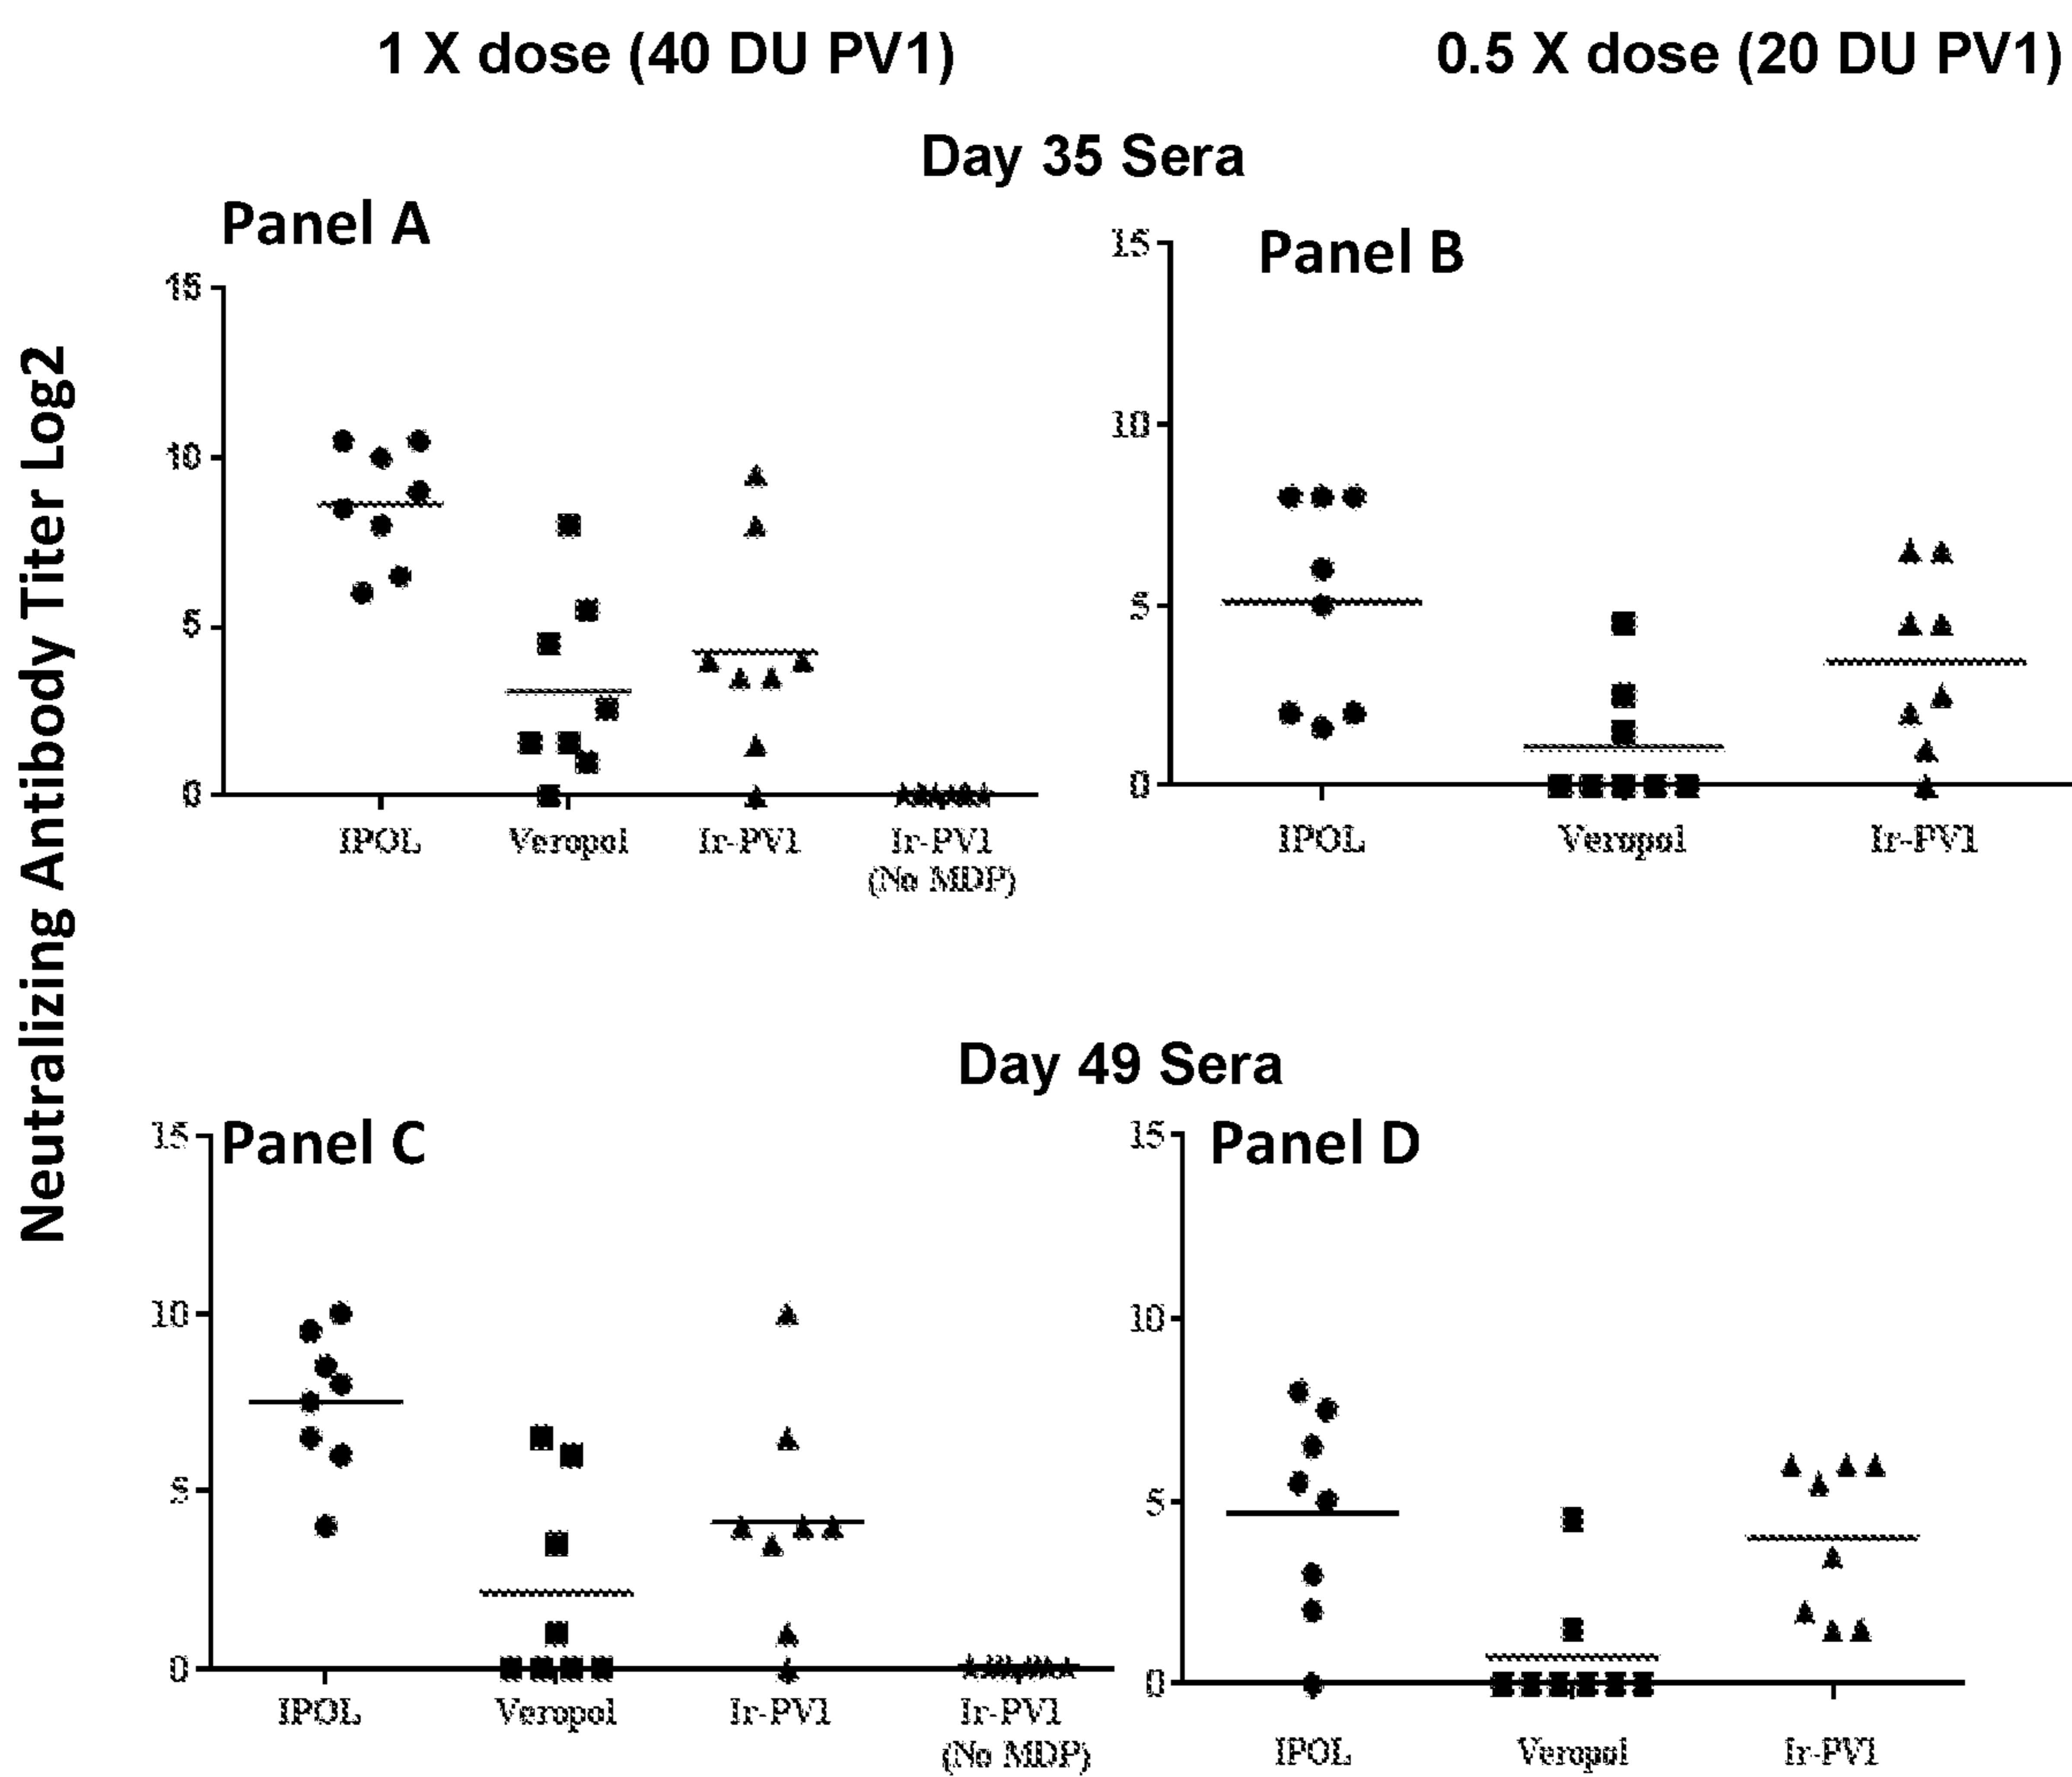 1 X dose (40 DU PV1)
0.5 X dose (20 DU PV1)
Day 35 Sera
Neutralizing Antibody Titer Log2
Panel A
15
10
5
0
IPOL
Veropol
Ir-PV1
Ir-PV1
(No MDP)
Panel B
15
10
5
0
IPOL
Veropol
Ir-PV1
Day 49 Sera
Panel C
15
10
5
0
IPOL
Veropol
Ir-PV1
Ir-PV1
(No MDP)
Panel D
15
10
5
0
IPOL
Veropol
Ir-PV1